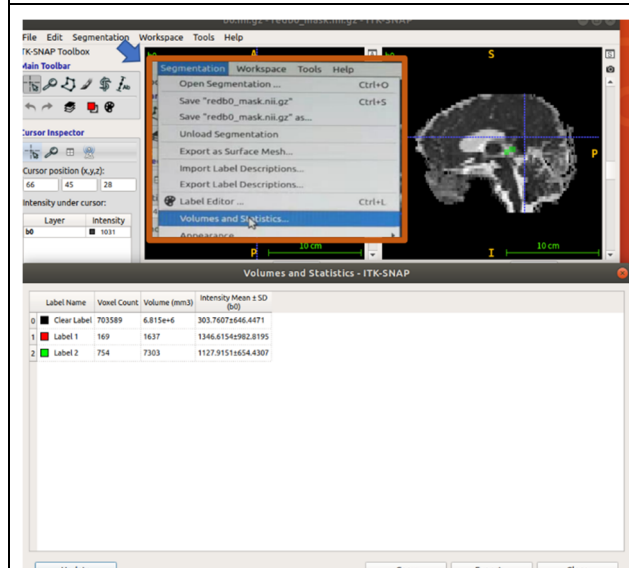 b0.nii.gz - redb0_mask.nii.gz - ITK-SNAP
File Edit Segmentation Workspace Tools Help
TK-SNAP Toolbox
Main Toolbar
Cursor Inspector
Cursor position (x,y,z):
66 45 28
Intensity under cursor:
Layer Intensity
b0 1031
b0 A b0 S
P
P 10 cm I 10 cm
Segmentation Workspace Tools Help
Open Segmentation ... Ctrl+O
Save "redb0_mask.nii.gz" Ctrl+S
Save "redb0_mask.nii.gz" as...
Unload Segmentation
Export as Surface Mesh...
Import Label Descriptions...
Export Label Descriptions...
Label Editor ... Ctrl+L
Volumes and Statistics...
Appearance
Volumes and Statistics - ITK-SNAP
Label Name Voxel Count Volume (mm3) Intensity Mean ± SD
(b0)
0 Clear Label 703589 6.815e+6 303.7607±646.4471
1 Label 1 169 1637 1346.6154±982.8195
2 Label 2 754 7303 1127.9151±654.4307